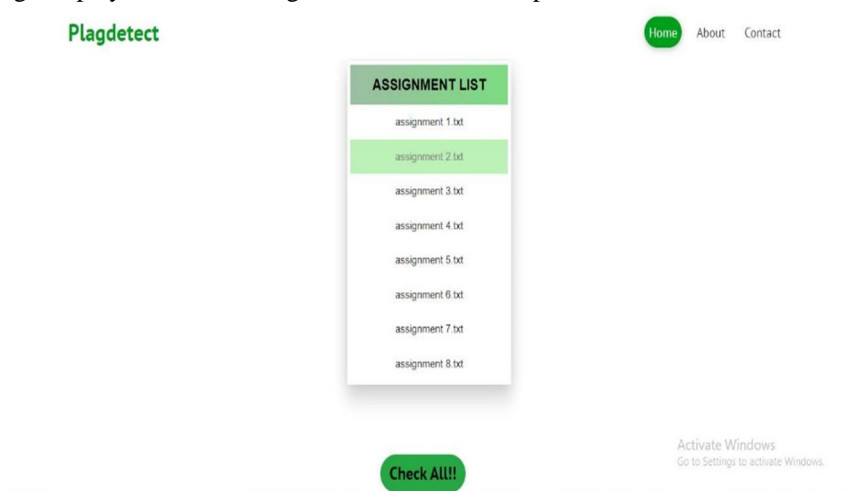 Plagdetect
Home About Contact
ASSIGNMENT LIST
assignment 1.txt
assignment 2.txt
assignment 3.txt
assignment 4.txt
assignment 5.txt
assignment 6.txt
assignment 7.txt
assignment 8.txt
Check All!!
Activate Windows
Go to Settings to activate Windows.